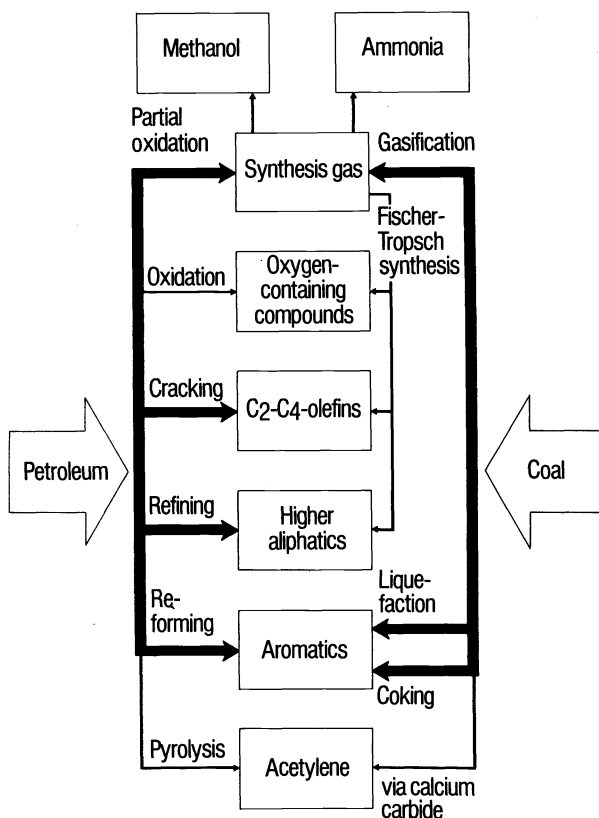 Methanol
Ammonia
Partial
oxidation
Synthesis gas
Gasification
Fischer-
Tropsch
synthesis
Oxidation
Oxygen-
containing
compounds
Cracking
C2-C4-olefins
Petroleum
Coal
Refining
Higher
aliphatics
Re-
forming
Aromatics
Lique-
faction
Coking
Pyrolysis
Acetylene
via calcium
carbide